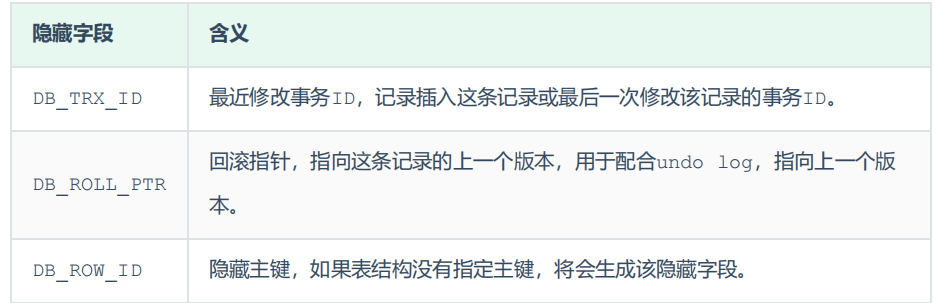 隐藏字段 含义
DB_TRX_ID 最近修改事务ID，记录插入这条记录或最后一次修改该记录的事务ID。
回滚指针，指向这条记录的上一个版本，用于配合undo log，指向上一个版
DB_ROLL_PTR
本。
DB_ROW_ID 隐藏主键，如果表结构没有指定主键，将会生成该隐藏字段。